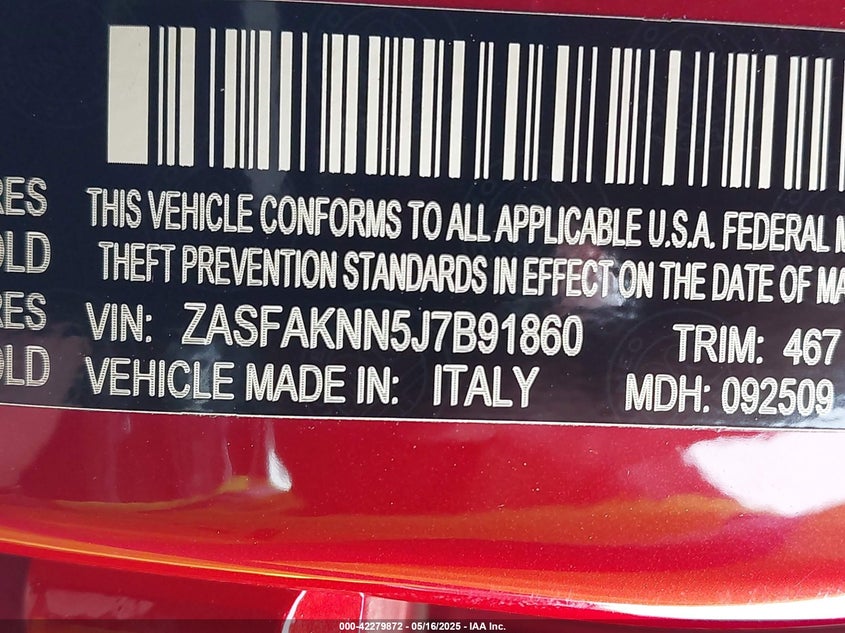 RES
OLD
RES
OLD
THIS VEHICLE CONFORMS TO ALL APPLICABLE U.S.A. FEDERAL M
THEFT PREVENTION STANDARDS IN EFFECT ON THE DATE OF MA
VIN: ZASFAKNN5J7B91860 TRIM: 467
VEHICLE MADE IN: ITALY MDH: 092509
000-42279872 - 05/16/2025 - IAA Inc.